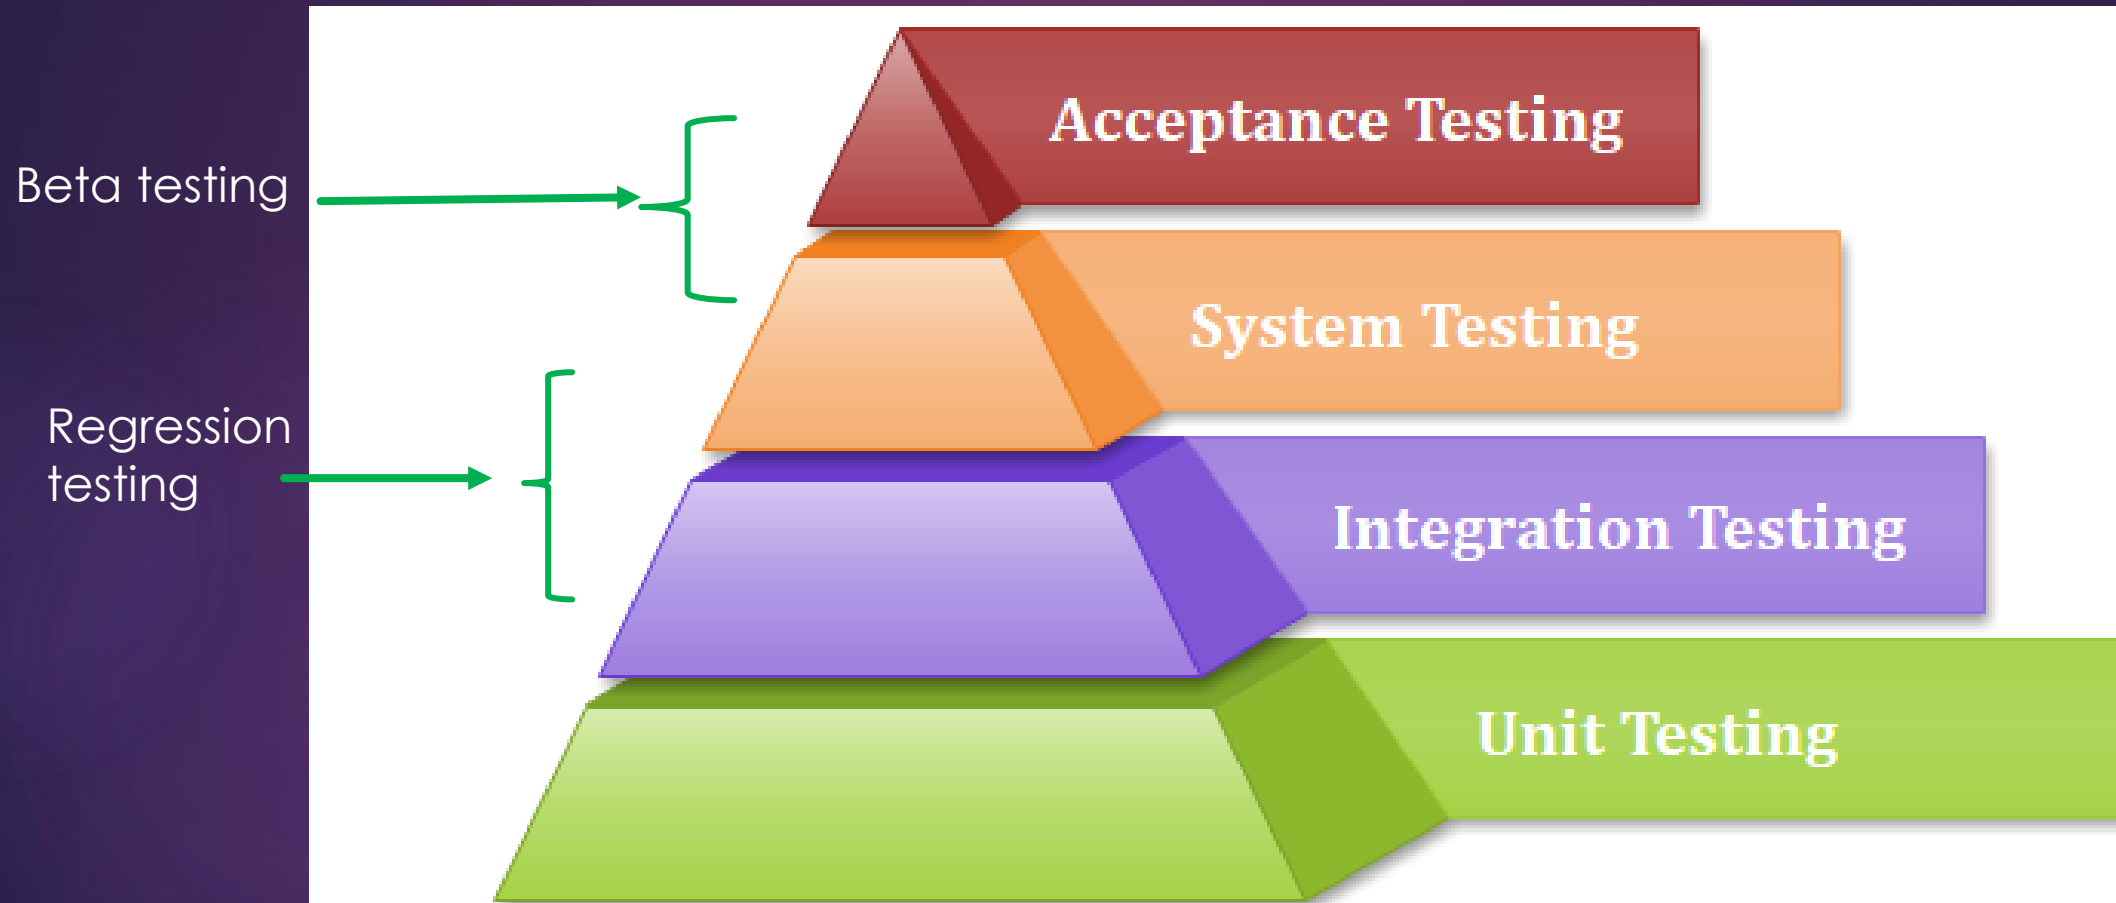 Acceptance Testing
Beta testing
System Testing
Regression
testing
Integration Testing
Unit Testing